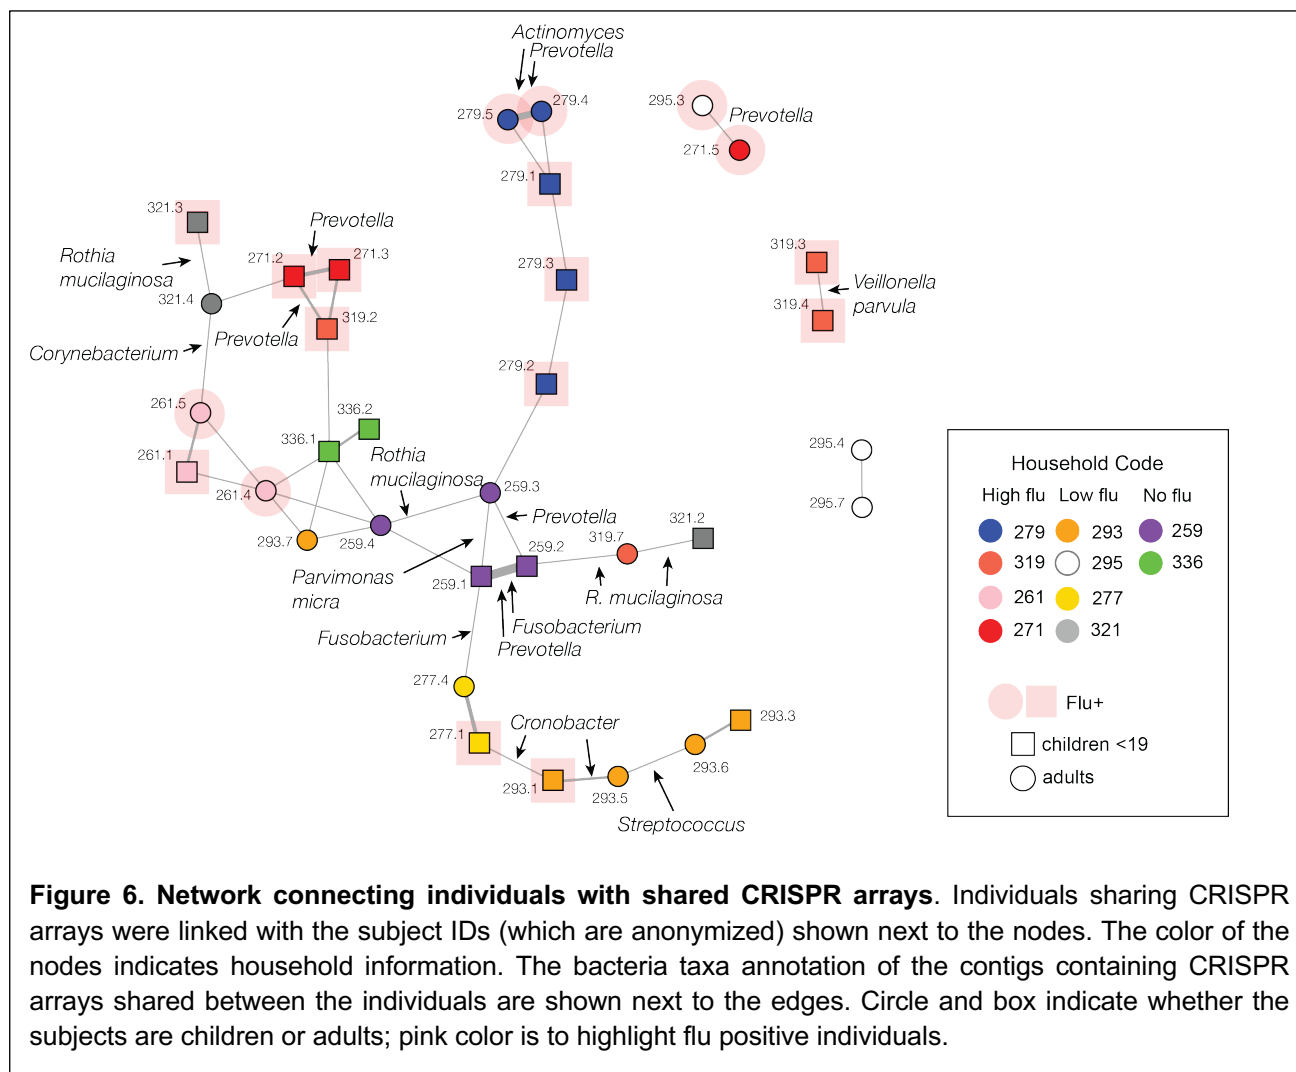 Actinomyces
Prevotella
279.5
279.4
295.3
Prevotella
271.5
279.1
321.3
Prevotella
Rothia
mucilaginosa
271.2
271.3
279.3
319.3
Veillonella
parvula
321.4
319.4
319.2
Prevotella
Corynebacterium
279.2
261.5
336.2
336.1
295.4
261.1
Rothia
mucilaginosa
261.4
259.3
295.7
Prevotella
321.2
293.7
259.4
319.7
259.2
Parvimonas
micra
259.1
R. mucilaginosa
Fusobacterium
Fusobacterium
Prevotella
277.4
Cronobacter
293.3
277.1
293.6
293.1
293.5
Streptococcus
Household Code
High flu Low flu No flu
279 293 259
319 295 336
261 277
271 321
Flu+
children <19
adults
Figure 6. Network connecting individuals with shared CRISPR arrays. Individuals sharing CRISPR
arrays were linked with the subject IDs (which are anonymized) shown next to the nodes. The color of the
nodes indicates household information. The bacteria taxa annotation of the contigs containing CRISPR
arrays shared between the individuals are shown next to the edges. Circle and box indicate whether the
subjects are children or adults; pink color is to highlight flu positive individuals.